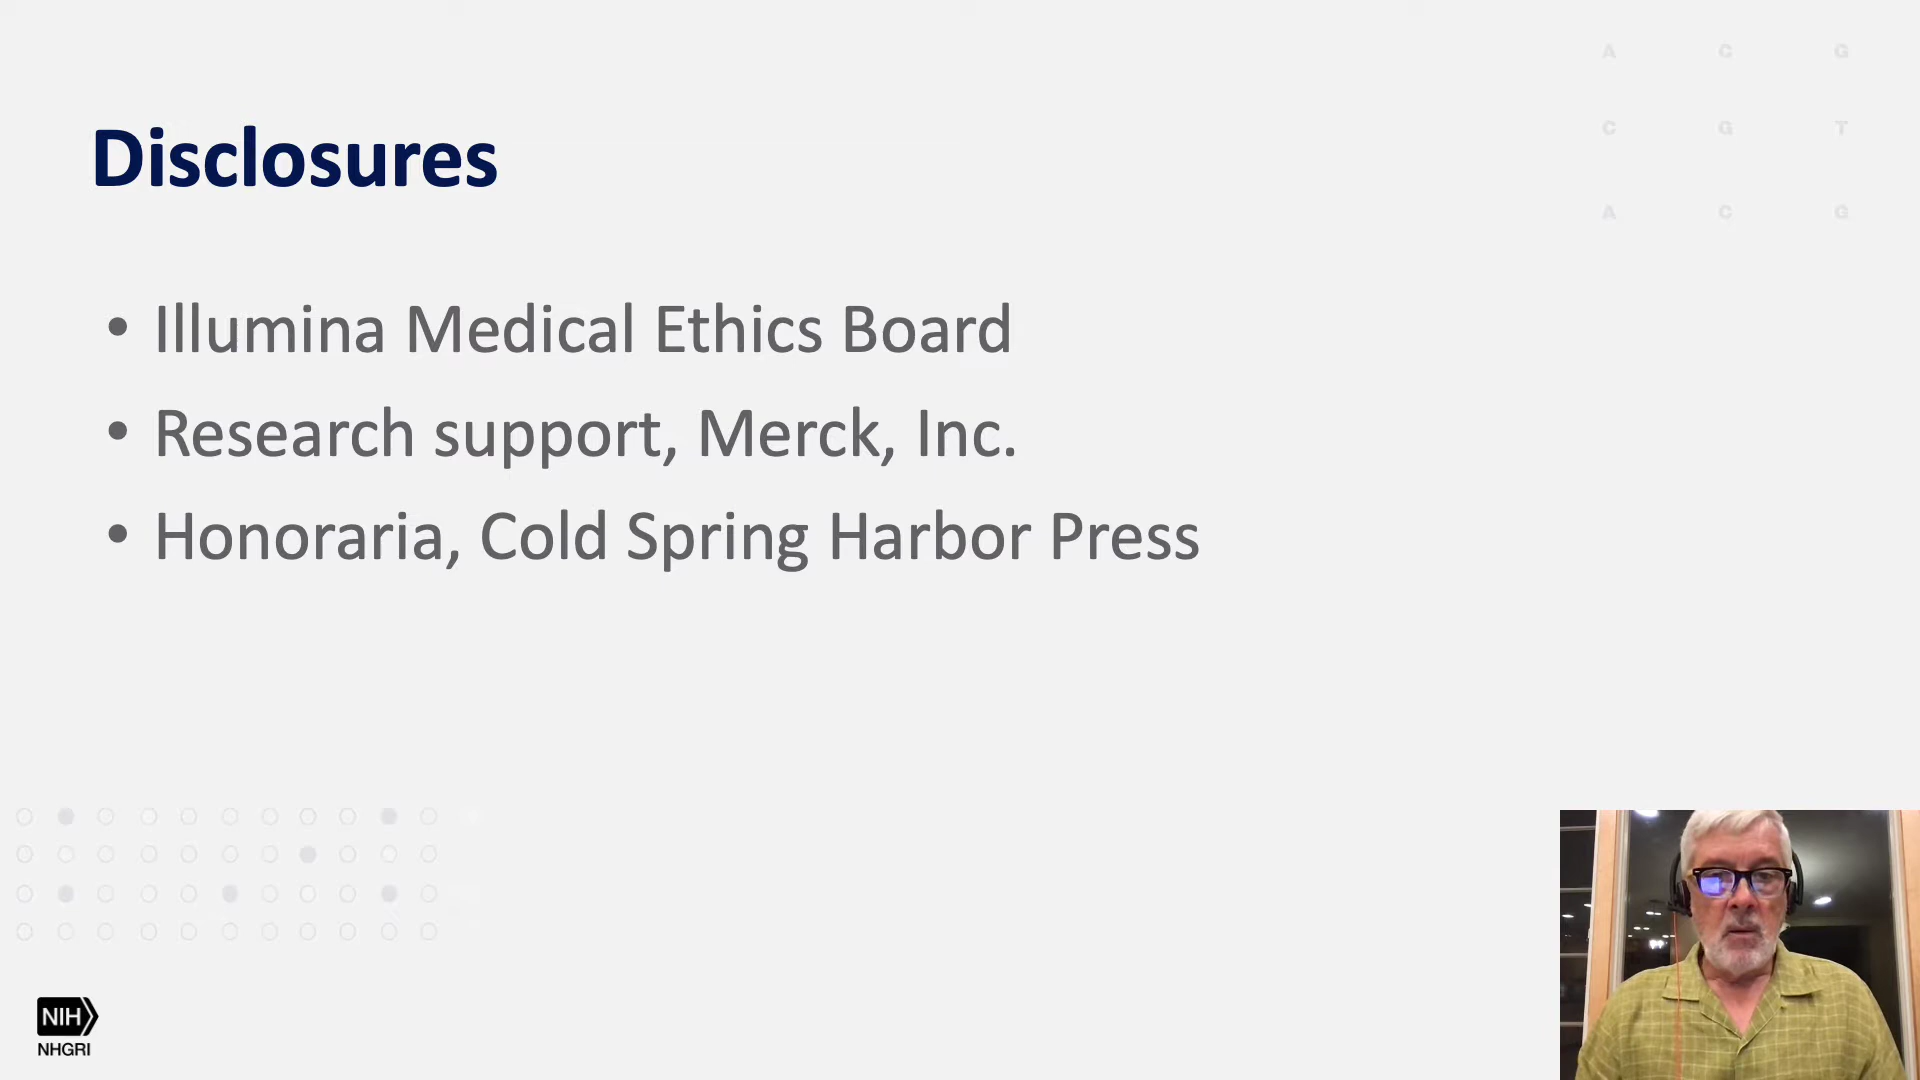 A C G
C G T
A C G
Disclosures
• Illumina Medical Ethics Board
• Research support, Merck, Inc.
• Honoraria, Cold Spring Harbor Press
NIH
NHGRI